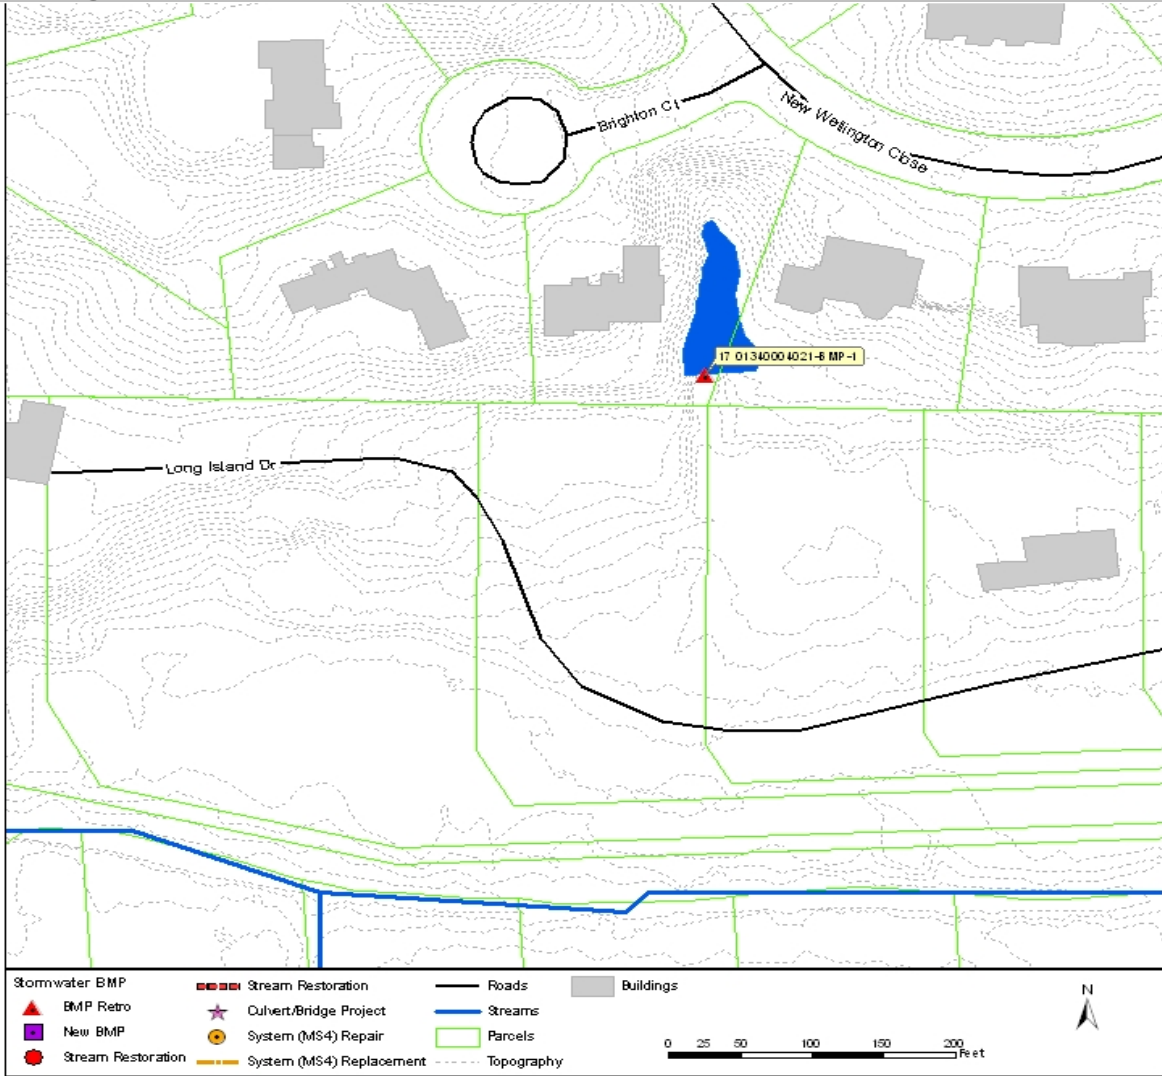 Brighton Ct
New Wellington Close
17 01340004021-BMP-1
Long Island Dr
Stormwater BMP
BMP Retro
New BMP
Stream Restoration
Stream Restoration
Culvert/Bridge Project
System (MS4) Repair
System (MS4) Replacement
Roads
Streams
Parcels
Topography
Buildings
N
0 25 50 100 150 200
Feet